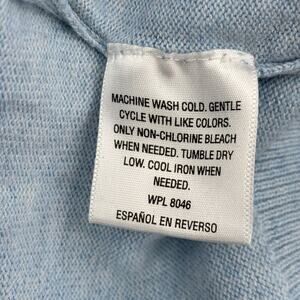 MACHINE WASH COLD. GENTLE
CYCLE WITH LIKE COLORS.
ONLY NON-CHLORINE BLEACH
WHEN NEEDED. TUMBLE DRY
LOW. COOL IRON WHEN
NEEDED.
WPL 8046
ESPAÑOL EN REVERSO